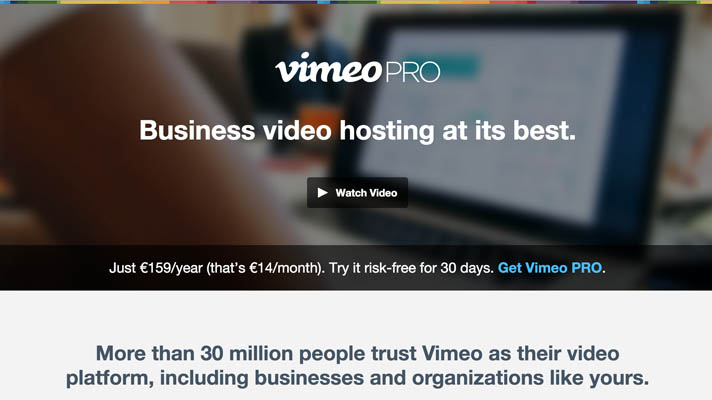 vimeo PRO
Business video hosting at its best.
Watch Video
Just €159/year (that's €14/month). Try it risk-free for 30 days. Get Vimeo PRO.
More than 30 million people trust Vimeo as their video
platform, including businesses and organizations like yours.